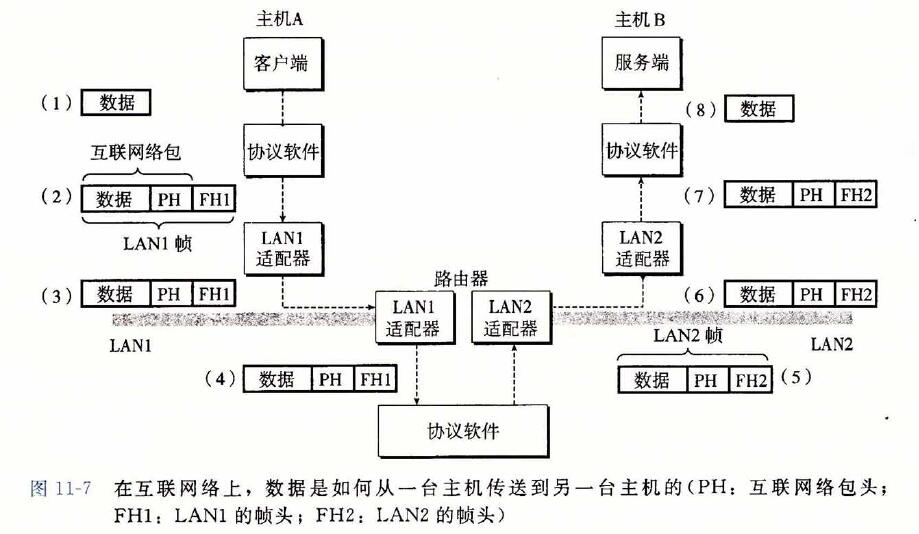 主机A
主机B
客户端
服务端
(1) 数据
(8) 数据
协议软件
协议软件
互联网络包
(2) 数据 PH FH1
(7) 数据 PH FH2
LAN1 帧
LAN1
适配器
LAN2
适配器
(3) 数据 PH FH1
路由器
(6) 数据 PH FH2
LAN1
适配器
LAN2
适配器
LAN1
LAN2 帧
LAN2
(4) 数据 PH FH1
数据 PH FH2 (5)
协议软件
图 11-7 在互联网络上,数据是如何从一台主机传送到另一台主机的(PH:互联网络包头;
FH1:LAN1 的帧头;FH2:LAN2 的帧头)